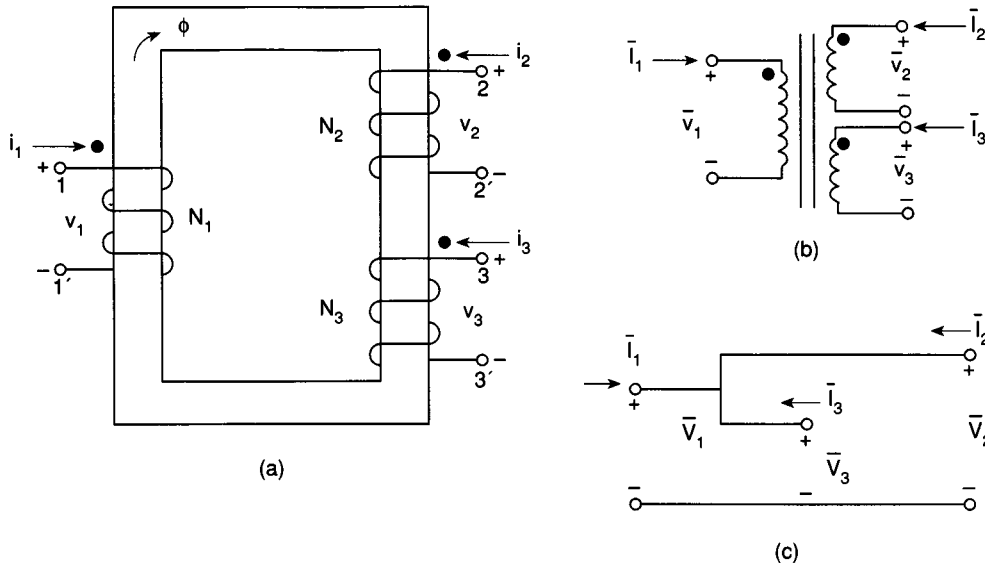 ϕ
i₁
+
1
v₁
N₁
–
1′
i₂
+
2
N₂
v₂
–
2′
i₃
+
3
N₃
v₃
–
3′
(a)
Ī₁
+
v̄₁
–
Ī₂
+
v̄₂
–
Ī₃
+
v̄₃
–
(b)
Ī₁
+
V̄₁
–
Ī₃
+
V̄₃
–
Ī₂
+
V̄₂
–
(c)